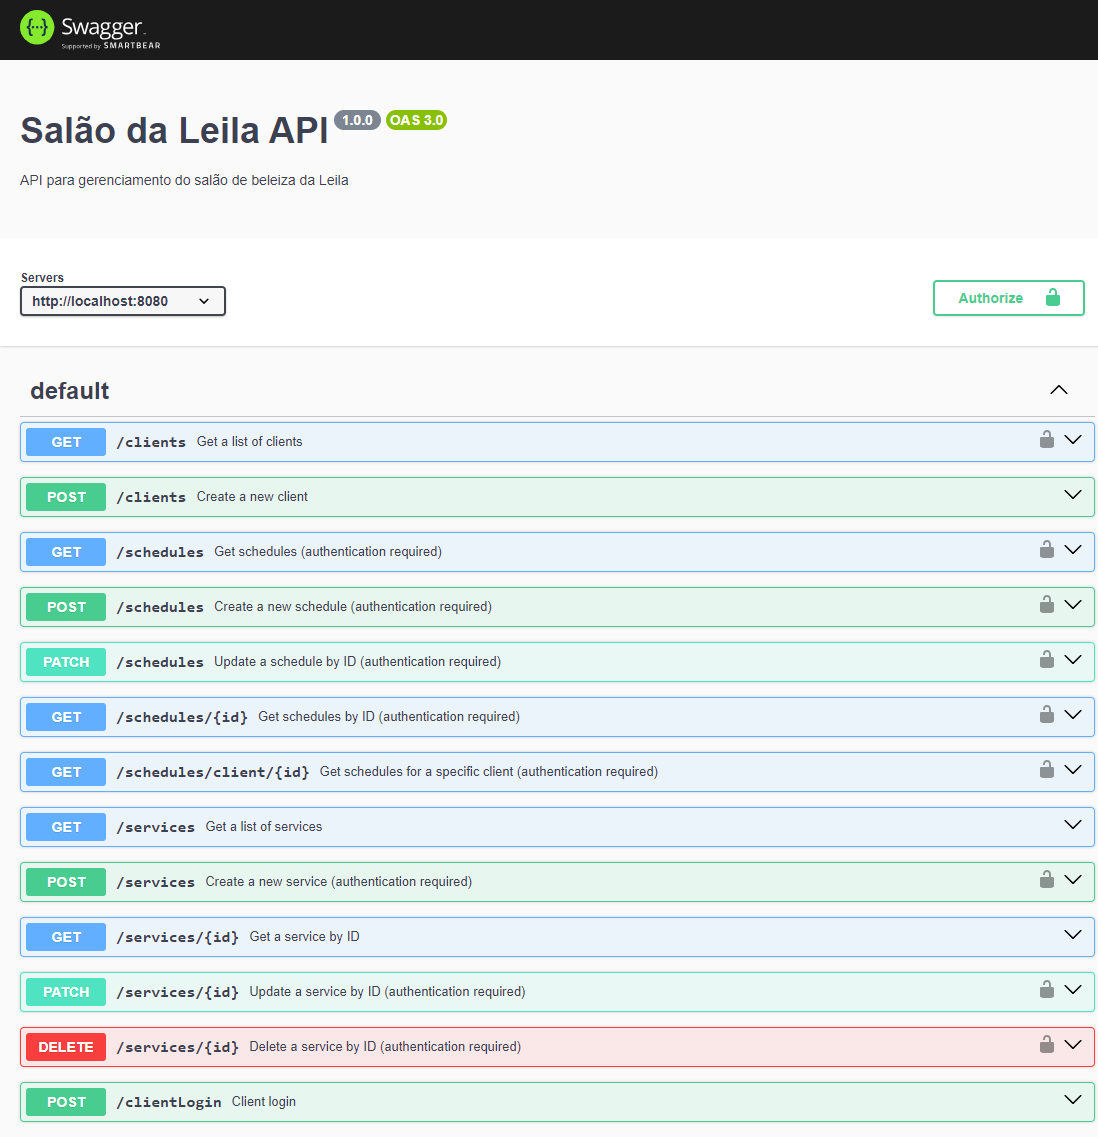 Swagger
Supported by SMARTBEAR
Salão da Leila API 1.0.0 OAS 3.0
API para gerenciamento do salão de beleiza da Leila
Servers
http://localhost:8080
Authorize
default
GET /clients Get a list of clients
POST /clients Create a new client
GET /schedules Get schedules (authentication required)
POST /schedules Create a new schedule (authentication required)
PATCH /schedules Update a schedule by ID (authentication required)
GET /schedules/{id} Get schedules by ID (authentication required)
GET /schedules/client/{id} Get schedules for a specific client (authentication required)
GET /services Get a list of services
POST /services Create a new service (authentication required)
GET /services/{id} Get a service by ID
PATCH /services/{id} Update a service by ID (authentication required)
DELETE /services/{id} Delete a service by ID (authentication required)
POST /clientLogin Client login